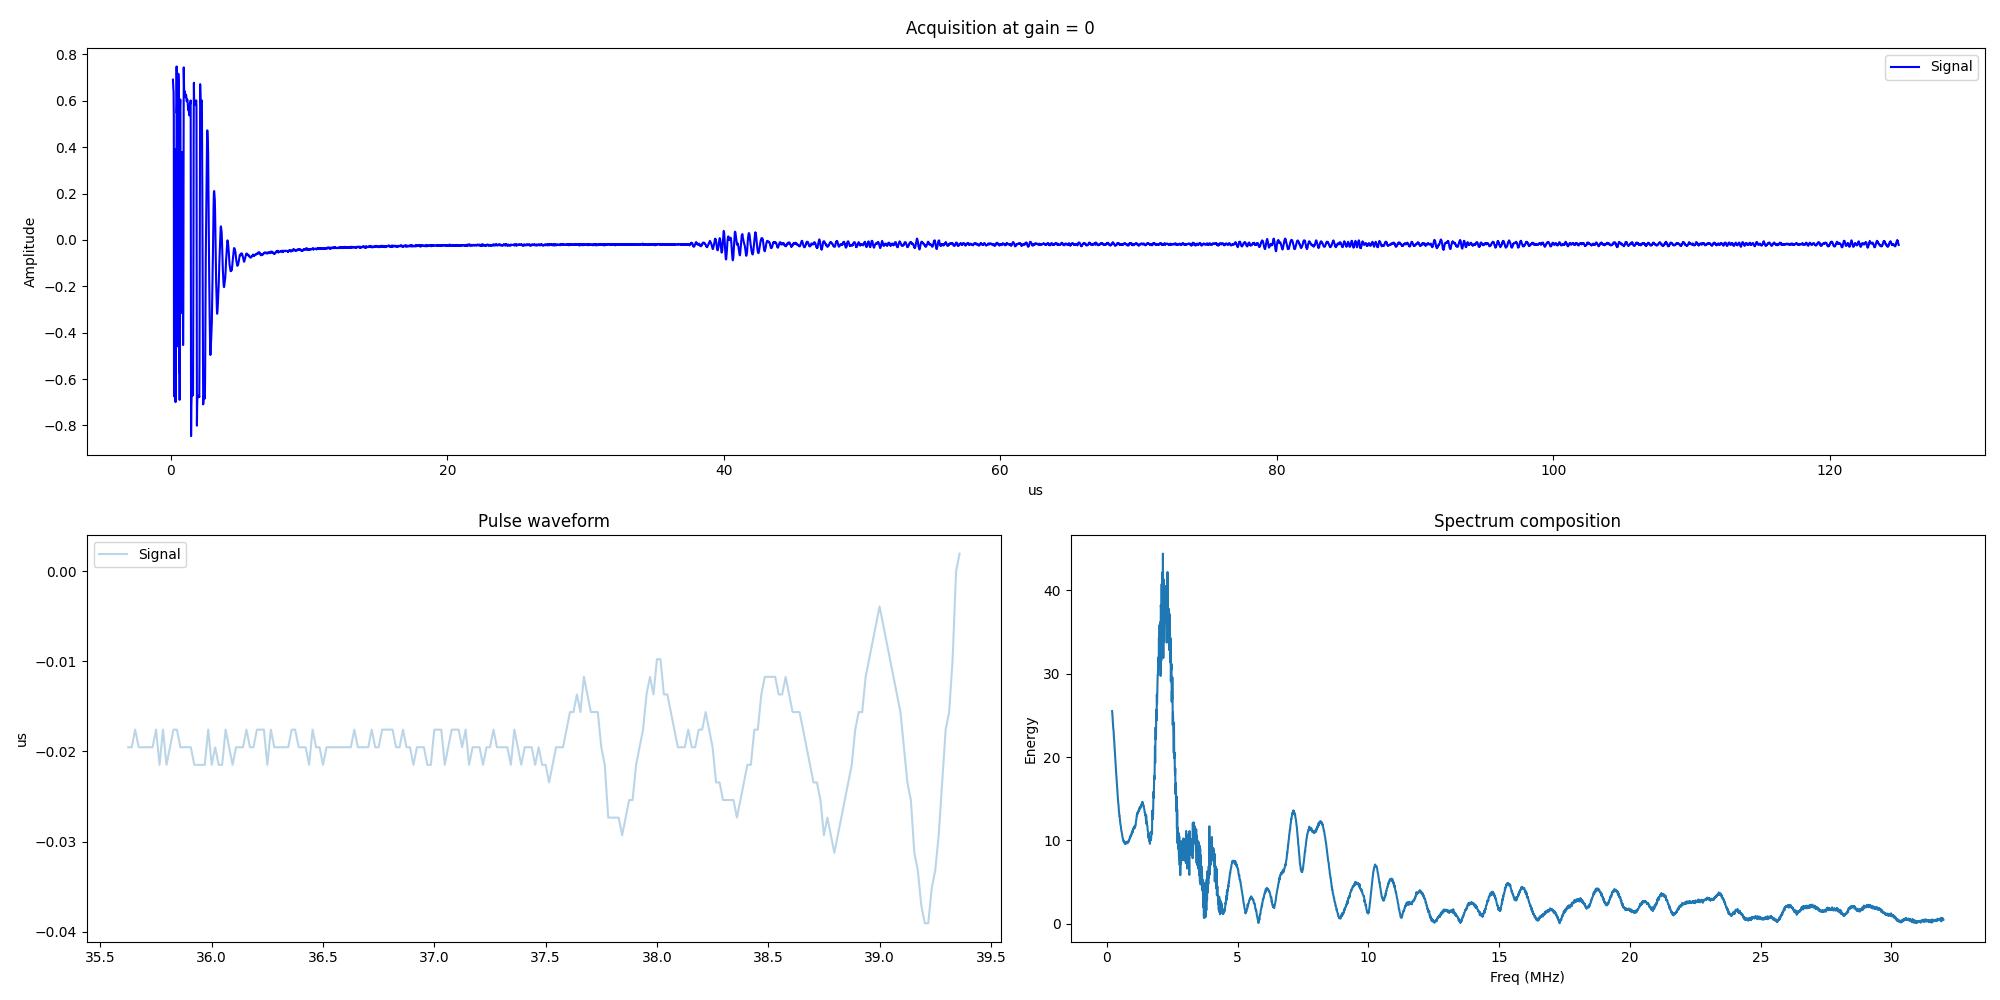 Acquisition at gain = 0
0.8
0.6
0.4
0.2
0.0
−0.2
−0.4
−0.6
−0.8
Amplitude
Signal
0 20 40 60 80 100 120
us
Pulse waveform
Signal
0.00
−0.01
−0.02
−0.03
−0.04
us
35.5 36.0 36.5 37.0 37.5 38.0 38.5 39.0 39.5
Spectrum composition
40
30
20
10
0
Energy
0 5 10 15 20 25 30
Freq (MHz)